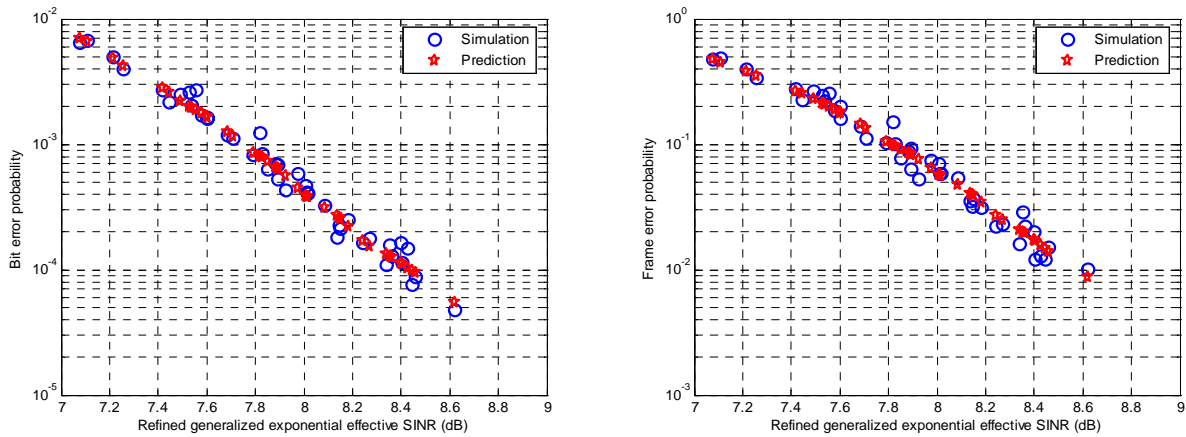 Bit error probability
10^-2
10^-3
10^-4
10^-5
Simulation
Prediction
7 7.2 7.4 7.6 7.8 8 8.2 8.4 8.6 8.8 9
Refined generalized exponential effective SINR (dB)
Frame error probability
10^0
10^-1
10^-2
10^-3
Simulation
Prediction
7 7.2 7.4 7.6 7.8 8 8.2 8.4 8.6 8.8 9
Refined generalized exponential effective SINR (dB)